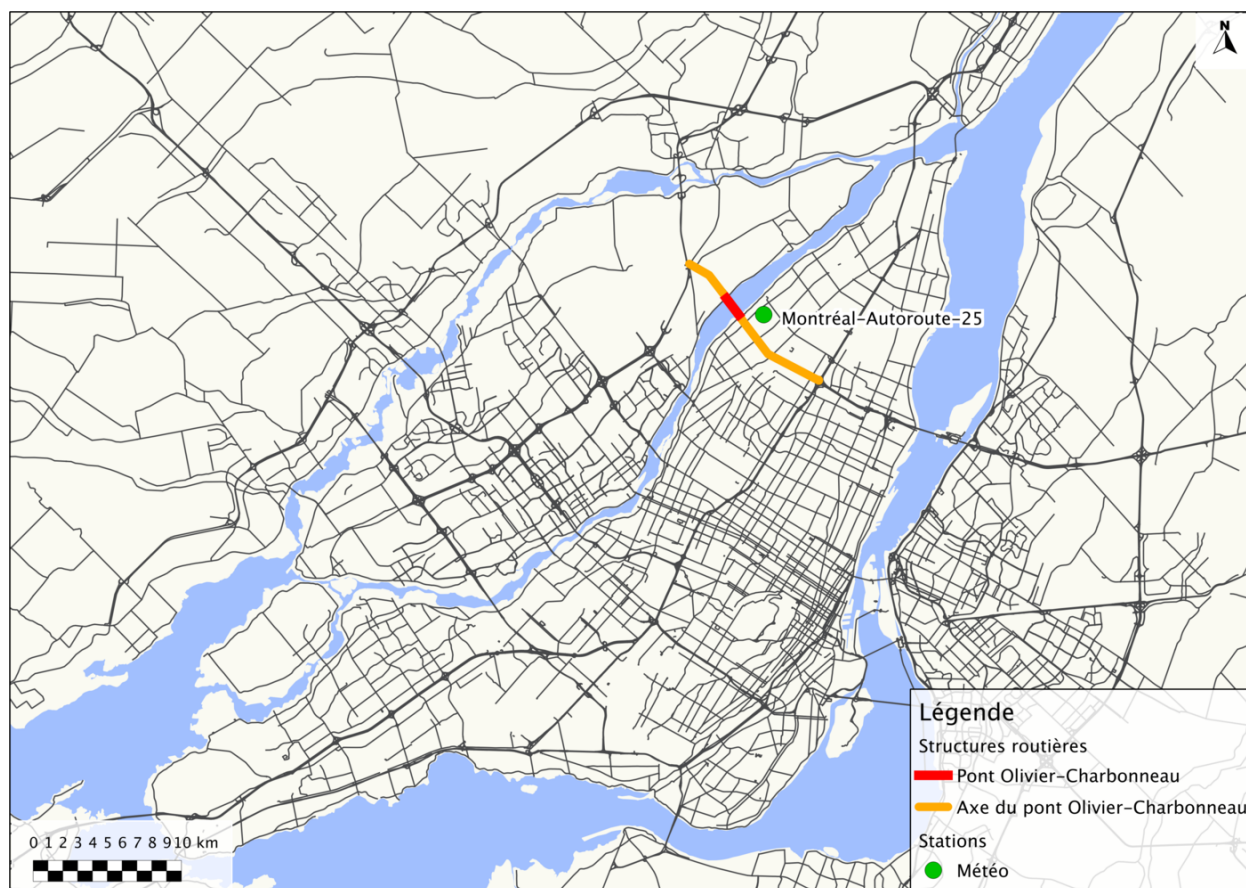 N
Montréal-Autoroute-25
Légende
Structures routières
Pont Olivier-Charbonneau
Axe du pont Olivier-Charbonneau
Stations
Météo
0 1 2 3 4 5 6 7 8 9 10 km